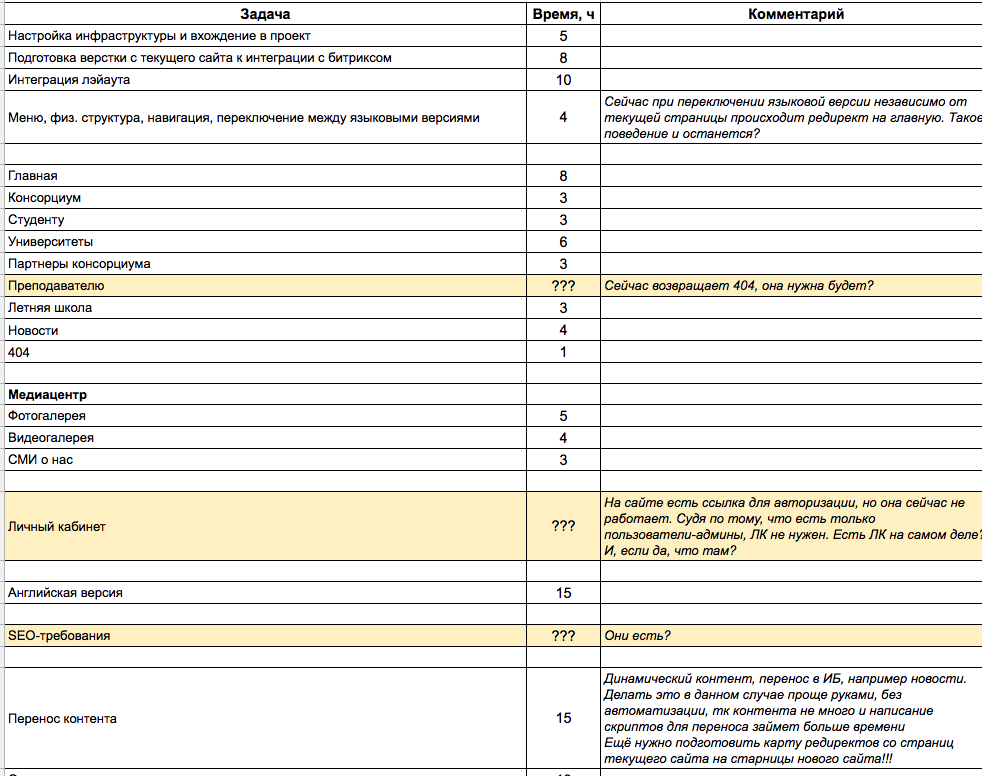 Задача Время, ч Комментарий
Настройка инфраструктуры и вхождение в проект 5
Подготовка верстки с текущего сайта к интеграции с битриксом 8
Интеграция лэйаута 10
Меню, физ. структура, навигация, переключение между языковыми версиями 4
Сейчас при переключении языковой версии независимо от
текущей страницы происходит редирект на главную. Такое
поведение и останется?
Главная 8
Консорциум 3
Студенту 3
Университеты 6
Партнеры консорциума 3
Преподавателю ??? Сейчас возвращает 404, она нужна будет?
Летняя школа 3
Новости 4
404 1
Медиацентр
Фотогалерея 5
Видеогалерея 4
СМИ о нас 3
Личный кабинет ???
На сайте есть ссылка для авторизации, но она сейчас не
работает. Судя по тому, что есть только
пользователи-админы, ЛК не нужен. Есть ЛК на самом деле?
И, если да, что там?
Английская версия 15
SEO-требования ??? Они есть?
Перенос контента 15
Динамический контент, перенос в ИБ, например новости.
Делать это в данном случае проще руками, без
автоматизации, тк контента не много и написание
скриптов для переноса займет больше времени
Ещё нужно подготовить карту редиректов со страниц
текущего сайта на старницы нового сайта!!!